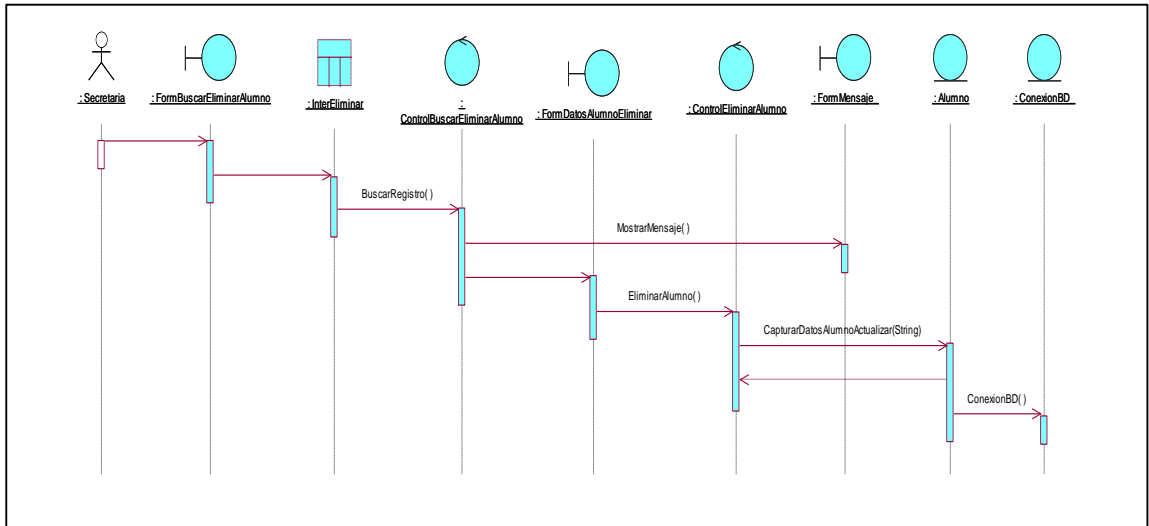 : Secretaria
: FormBuscarEliminarAlumno
: InterEliminar
:
ControlBuscarEliminarAlumno
: FormDatosAlumnoEliminar
: ControlEliminarAlumno
: FormMensaje
: Alumno
: ConexionBD
BuscarRegistro( )
MostrarMensaje( )
EliminarAlumno( )
CapturarDatosAlumnoActualizar(String)
ConexionBD( )